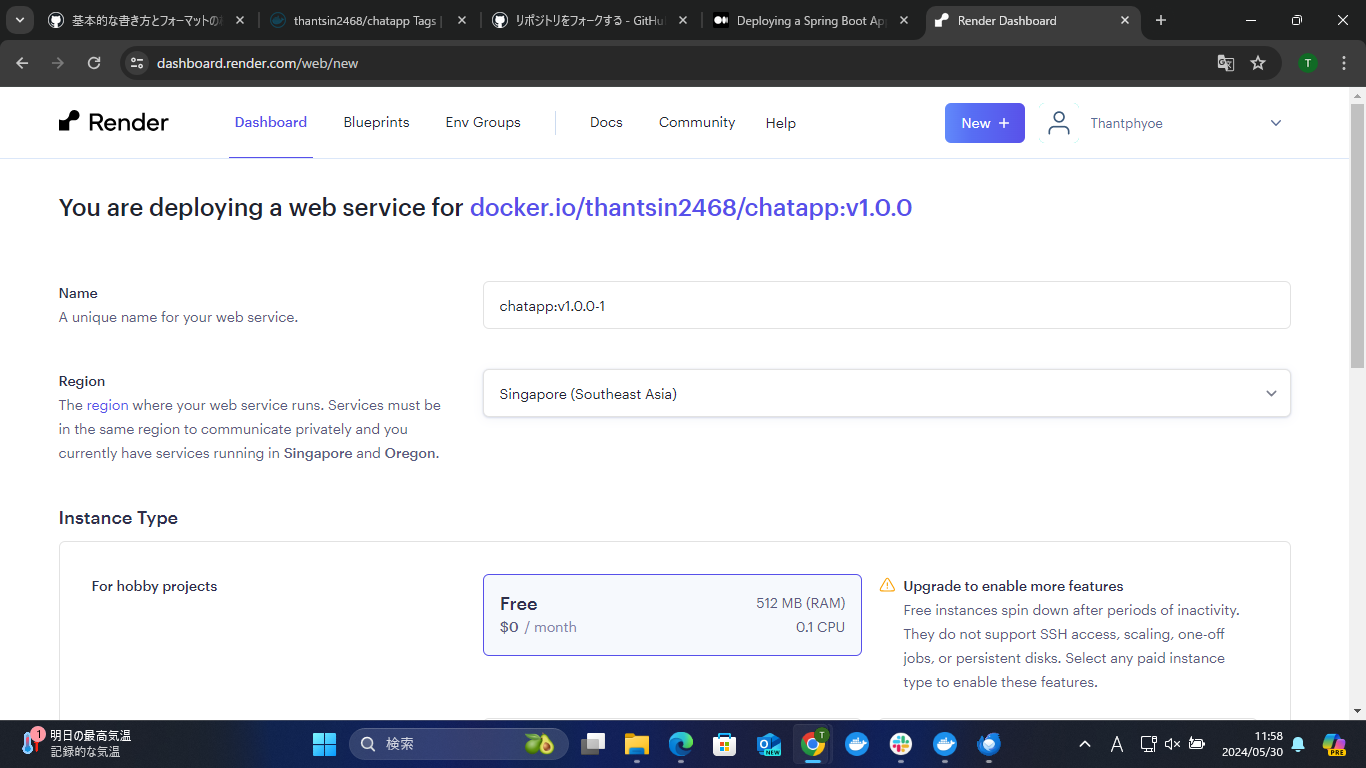 基本的な書き方とフォーマットの
thantsin2468/chatapp Tags |
リポジトリをフォークする - GitHu
Deploying a Spring Boot Ap
Render Dashboard
dashboard.render.com/web/new
T
Render
Dashboard
Blueprints
Env Groups
Docs
Community
Help
New +
Thantphyoe
You are deploying a web service for docker.io/thantsin2468/chatapp:v1.0.0
Name
A unique name for your web service.
chatapp:v1.0.0-1
Region
The region where your web service runs. Services must be
in the same region to communicate privately and you
currently have services running in Singapore and Oregon.
Singapore (Southeast Asia)
Instance Type
For hobby projects
Free
512 MB (RAM)
$0 / month
0.1 CPU
Upgrade to enable more features
Free instances spin down after periods of inactivity.
They do not support SSH access, scaling, one-off
jobs, or persistent disks. Select any paid instance
type to enable these features.
1
明日の最高気温
記録的な気温
検索
NEW
T
A
11:58
2024/05/30
PRE